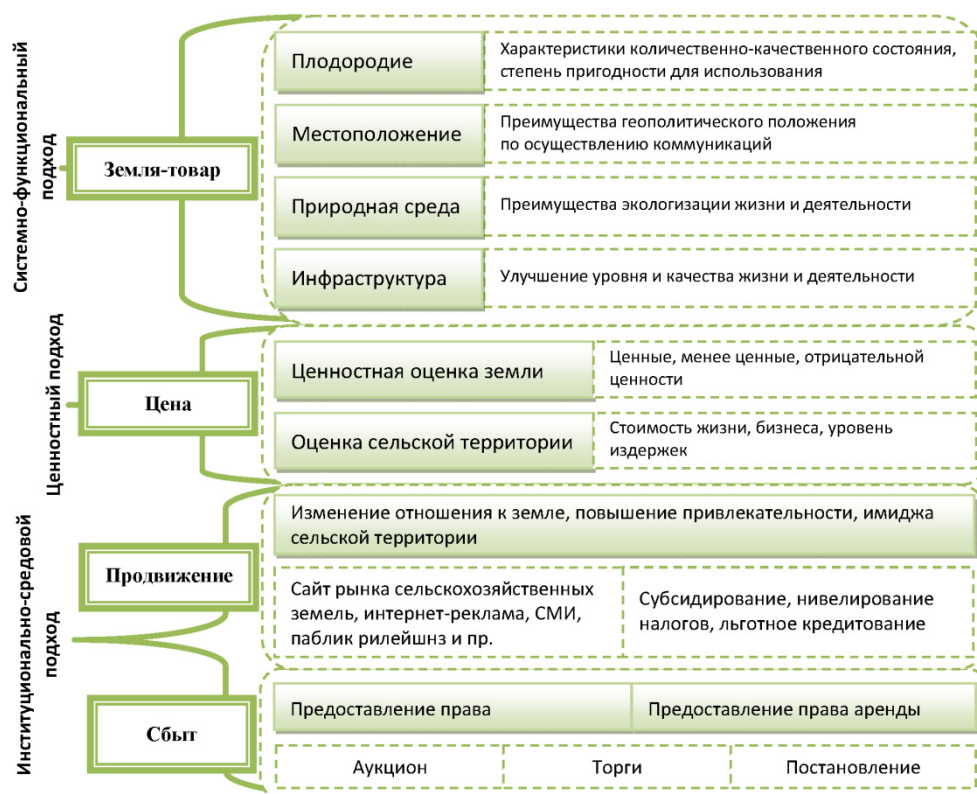 Системно-функциональный
подход
Земля-товар
Плодородие
Характеристики количественно-качественного состояния,
степень пригодности для использования
Местоположение
Преимущества геополитического положения
по осуществлению коммуникаций
Природная среда
Преимущества экологизации жизни и деятельности
Инфраструктура
Улучшение уровня и качества жизни и деятельности
Ценностный подход
Цена
Ценностная оценка земли
Ценные, менее ценные, отрицательной
ценности
Оценка сельской территории
Стоимость жизни, бизнеса, уровень
издержек
Институционально-средовой
подход
Продвижение
Изменение отношения к земле, повышение привлекательности, имиджа
сельской территории
Сайт рынка сельскохозяйственных
земель, интернет-реклама, СМИ,
паблик рилейшнз и пр.
Субсидирование, нивелирование
налогов, льготное кредитование
Сбыт
Предоставление права
Предоставление права аренды
Аукцион
Торги
Постановление